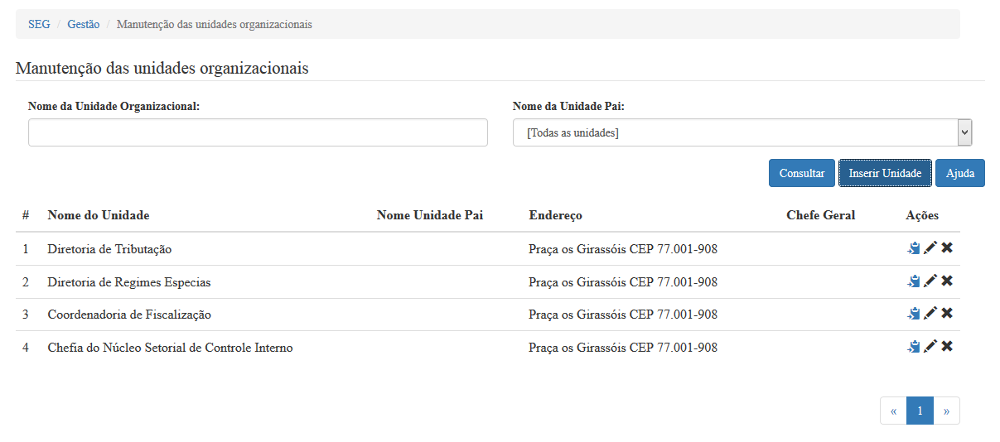 SEG / Gestão / Manutenção das unidades organizacionais
Manutenção das unidades organizacionais
Nome da Unidade Organizacional: Nome da Unidade Pai:
[Todas as unidades]
Consultar Inserir Unidade Ajuda
# Nome do Unidade Nome Unidade Pai Endereço Chefe Geral Ações
1 Diretoria de Tributação Praça os Girassóis CEP 77.001-908
2 Diretoria de Regimes Especias Praça os Girassóis CEP 77.001-908
3 Coordenadoria de Fiscalização Praça os Girassóis CEP 77.001-908
4 Chefia do Núcleo Setorial de Controle Interno Praça os Girassóis CEP 77.001-908
« 1 »